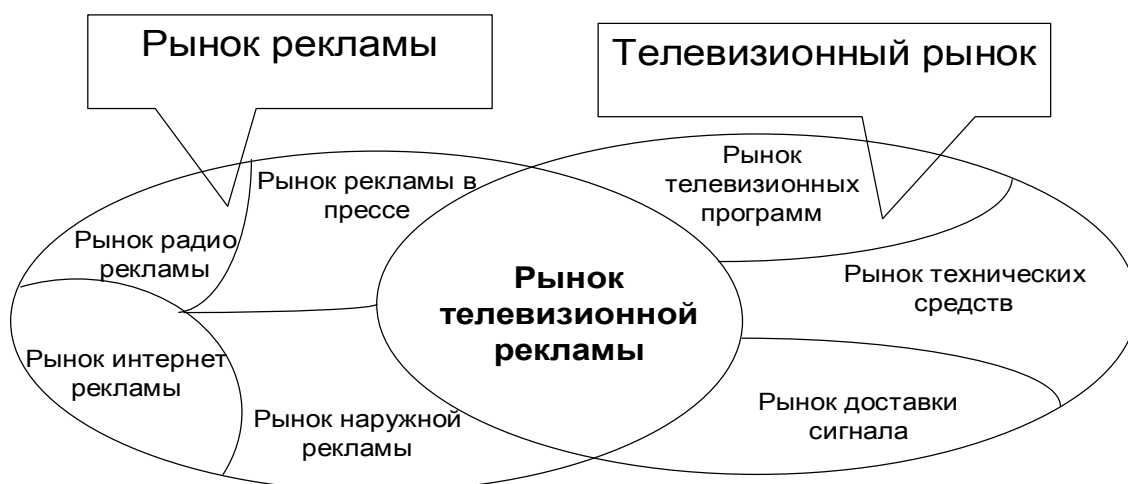 Рынок рекламы
Телевизионный рынок
Рынок рекламы в
прессе
Рынок
телевизионных
программ
Рынок радио
рекламы
Рынок
телевизионной
рекламы
Рынок технических
средств
Рынок интернет
рекламы
Рынок наружной
рекламы
Рынок доставки
сигнала